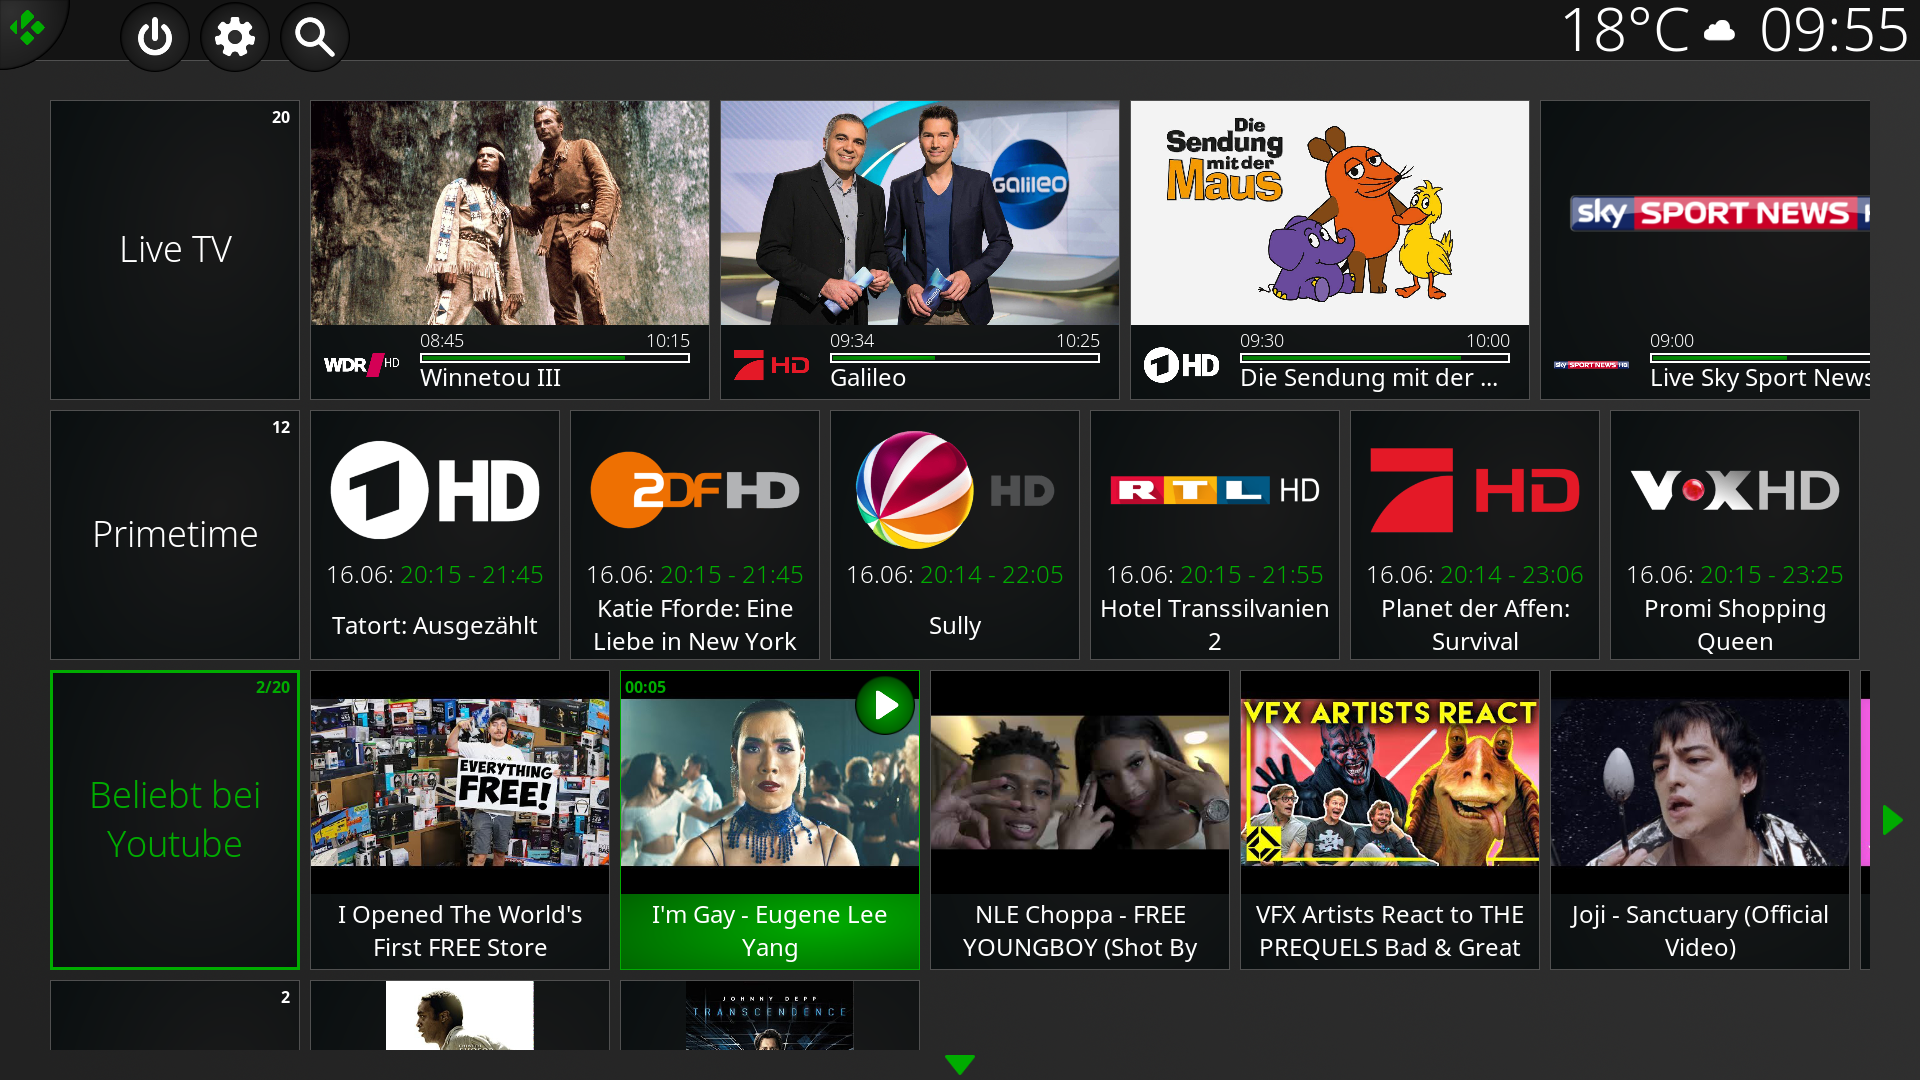 18°C 09:55
20
Live TV
Galileo
Die
Sendung
mit der
Maus
sky SPORT NEWS
WDR HD
08:45 10:15
Winnetou III
HD
09:34 10:25
Galileo
1 HD
09:30 10:00
Die Sendung mit der ...
SKY SPORT NEWS HD
09:00
Live Sky Sport News
12
Primetime
1 HD
16.06: 20:15 - 21:45
Tatort: Ausgezählt
2DF HD
16.06: 20:15 - 21:45
Katie Fforde: Eine
Liebe in New York
HD
16.06: 20:14 - 22:05
Sully
RTL HD
16.06: 20:15 - 21:55
Hotel Transsilvanien
2
7 HD
16.06: 20:14 - 23:06
Planet der Affen:
Survival
VOX HD
16.06: 20:15 - 23:25
Promi Shopping
Queen
2/20
Beliebt bei
Youtube
EVERYTHING
FREE!
I Opened The World's
First FREE Store
00:05
I'm Gay - Eugene Lee
Yang
NLE Choppa - FREE
YOUNGBOY (Shot By
VFX ARTISTS REACT
VFX Artists React to THE
PREQUELS Bad & Great
Joji - Sanctuary (Official
Video)
2
JOHNNY DEPP
TRANSCENDENCE